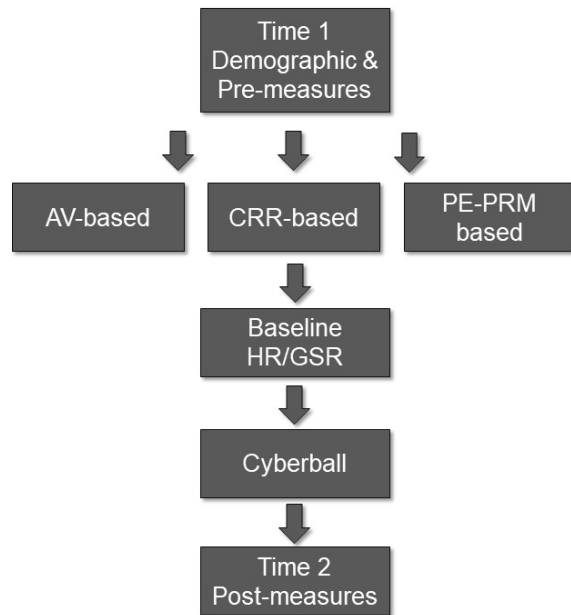 Time 1
Demographic &
Pre-measures
AV-based
CRR-based
PE-PRM
based
Baseline
HR/GSR
Cyberball
Time 2
Post-measures